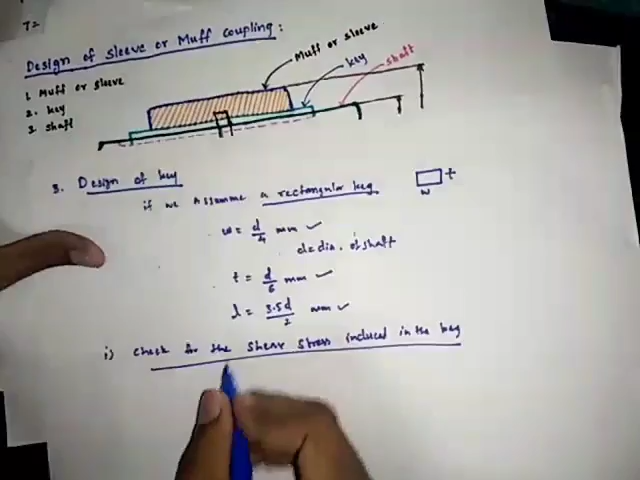 72
Design of Sleeve or Muff Coupling:
Muff or sleeve
key
shaft
1. Muff or sleeve
2. key
3. shaft
3. Design of key
if we Assume a rectangular key
t
w
w = d/4 mm ✓
d=dia. of shaft
t = d/6 mm ✓
l = 3.5d/2 mm ✓
i) check for the shear stress induced in the key